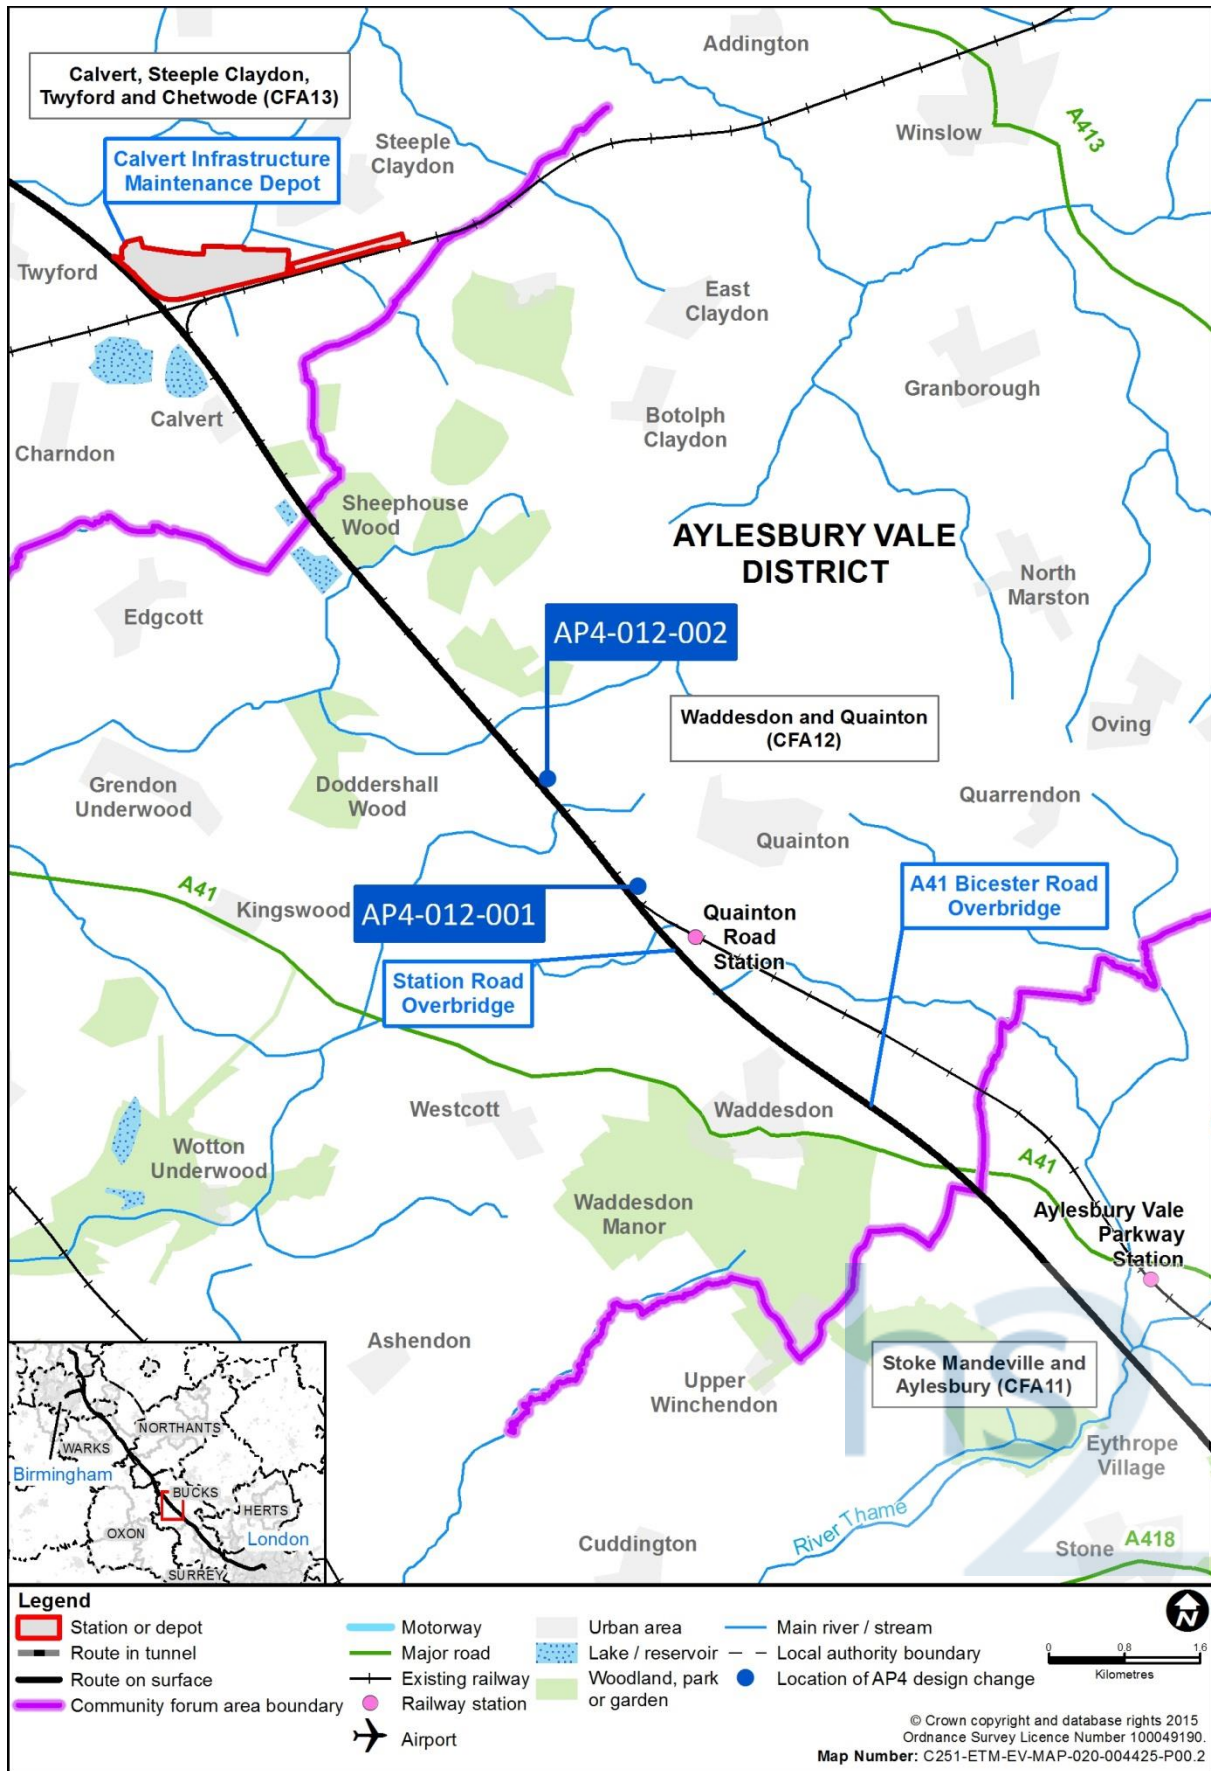 Addington
Calvert, Steeple Claydon,
Twyford and Chetwode (CFA13)
Winslow
A413
Steeple
Claydon
Calvert Infrastructure
Maintenance Depot
Twyford
East
Claydon
Granborough
Calvert
Botolph
Claydon
Charndon
Sheephouse
Wood
AYLESBURY VALE
DISTRICT
North
Marston
Edgcott
AP4-012-002
Waddesdon and Quainton
(CFA12)
Oving
Grendon
Underwood
Doddershall
Wood
Quarrendon
Quainton
A41
Kingswood
AP4-012-001
A41 Bicester Road
Overbridge
Quainton
Road
Station
Station Road
Overbridge
Westcott
Waddesdon
Wotton
Underwood
A41
Waddesdon
Manor
Aylesbury Vale
Parkway
Station
Ashendon
Upper
Winchendon
Stoke Mandeville and
Aylesbury (CFA11)
hs2
Eythrope
Village
River Thame
Cuddington
Stone
A418
NORTHANTS
WARKS
Birmingham
BUCKS
HERTS
OXON
London
SURREY
Legend
Station or depot
Route in tunnel
Route on surface
Community forum area boundary
Motorway
Major road
Existing railway
Railway station
Airport
Urban area
Lake / reservoir
Woodland, park
or garden
Main river / stream
Local authority boundary
Location of AP4 design change
N
0 0.8 1.6
Kilometres
© Crown copyright and database rights 2015
Ordnance Survey Licence Number 100049190.
Map Number: C251-ETM-EV-MAP-020-004425-P00.2